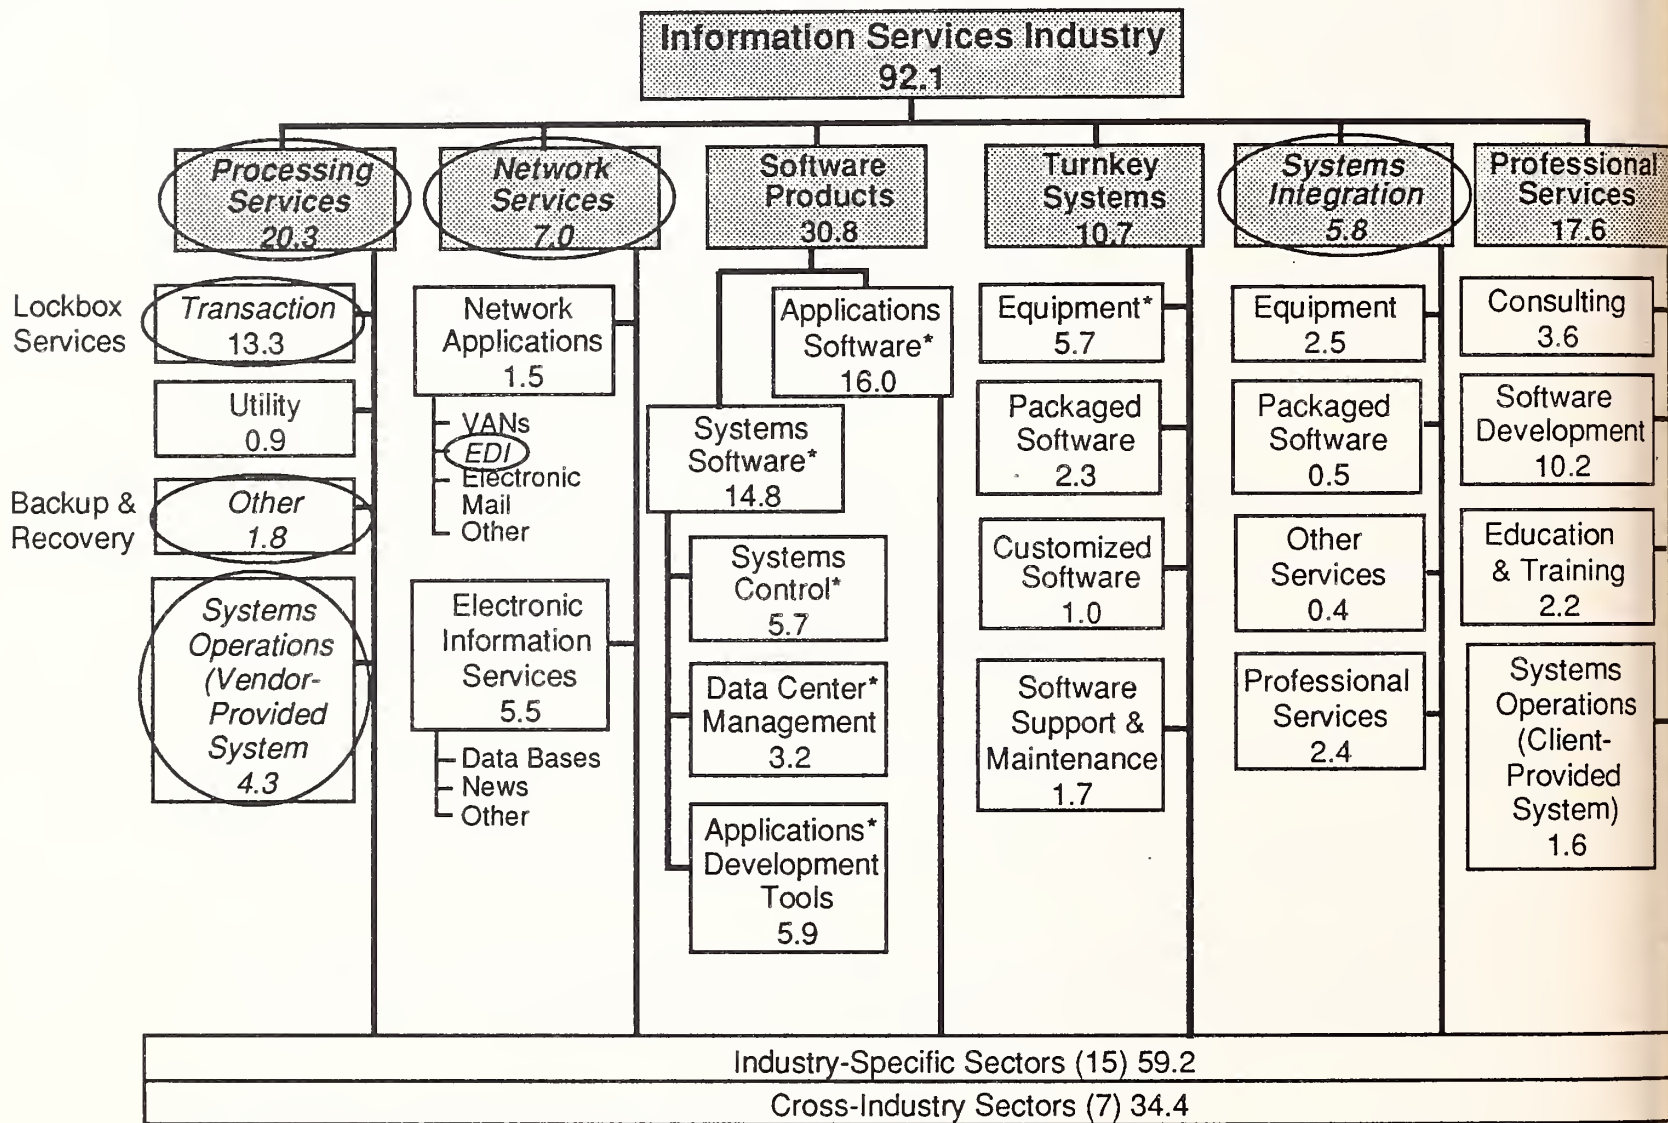 Information Services Industry
92.1
Processing
Services
20.3
Lockbox
Services
Transaction
13.3
Utility
0.9
Backup &
Recovery
Other
1.8
Systems
Operations
(Vendor-
Provided
System
4.3
Network
Services
7.0
Network
Applications
1.5
VANs
EDI
Electronic
Mail
Other
Electronic
Information
Services
5.5
Data Bases
News
Other
Software
Products
30.8
Applications
Software*
16.0
Systems
Software*
14.8
Systems
Control*
5.7
Data Center*
Management
3.2
Applications*
Development
Tools
5.9
Turnkey
Systems
10.7
Equipment*
5.7
Packaged
Software
2.3
Customized
Software
1.0
Software
Support &
Maintenance
1.7
Systems
Integration
5.8
Equipment
2.5
Packaged
Software
0.5
Other
Services
0.4
Professional
Services
2.4
Professional
Services
17.6
Consulting
3.6
Software
Development
10.2
Education
& Training
2.2
Systems
Operations
(Client-
Provided
System)
1.6
Industry-Specific Sectors (15) 59.2
Cross-Industry Sectors (7) 34.4